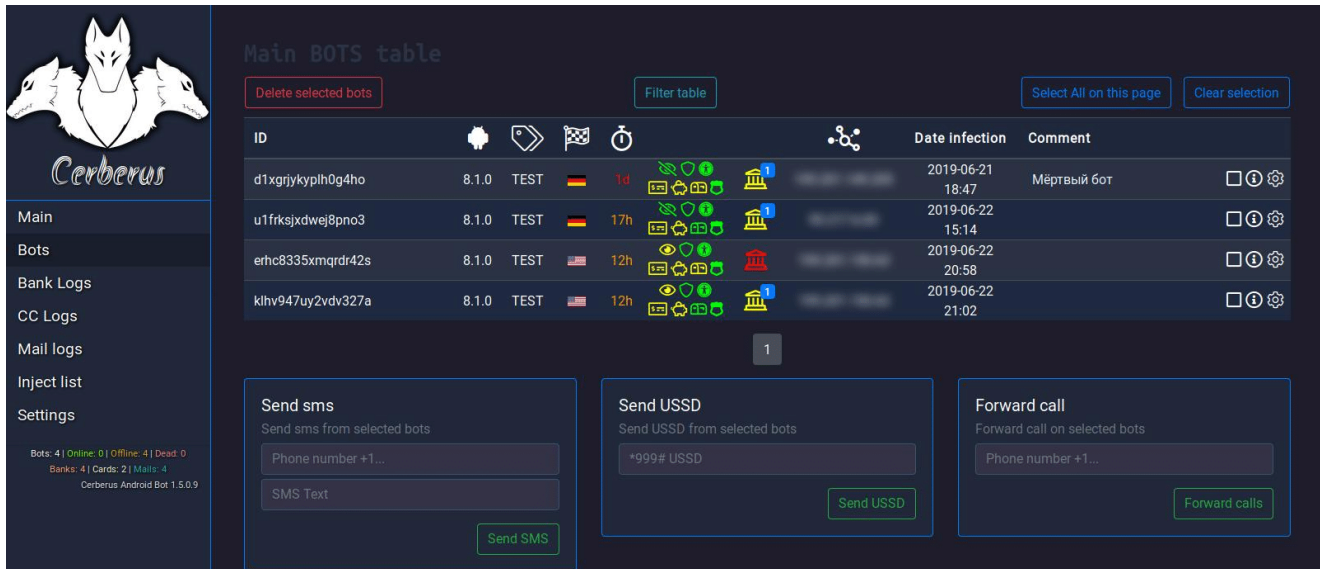 Cerberus
Main
Bots
Bank Logs
CC Logs
Mail logs
Inject list
Settings
Bots: 4 | Online: 0 | Offline: 4 | Dead: 0
Banks: 4 | Cards: 2 | Mails: 4
Cerberus Android Bot 1.5.0.9
Main BOTS table
Delete selected bots Filter table Select All on this page Clear selection
ID Date infection Comment
d1xgrjykyplh0g4ho 8.1.0 TEST 1d 1 2019-06-21 Мёртвый бот
18:47
u1frksjxdwej8pno3 8.1.0 TEST 17h 1 2019-06-22
15:14
erhc8335xmqrdr42s 8.1.0 TEST 12h 2019-06-22
20:58
klhv947uy2vdv327a 8.1.0 TEST 12h 1 2019-06-22
21:02
1
Send sms
Send sms from selected bots
Phone number +1...
SMS Text
Send SMS
Send USSD
Send USSD from selected bots
*999# USSD
Send USSD
Forward call
Forward call on selected bots
Phone number +1...
Forward calls